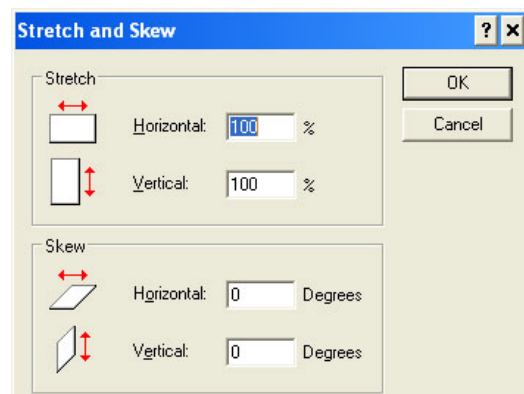 Stretch and Skew
Stretch
Horizontal: 100 %
Vertical: 100 %
OK
Cancel
Skew
Horizontal: 0 Degrees
Vertical: 0 Degrees